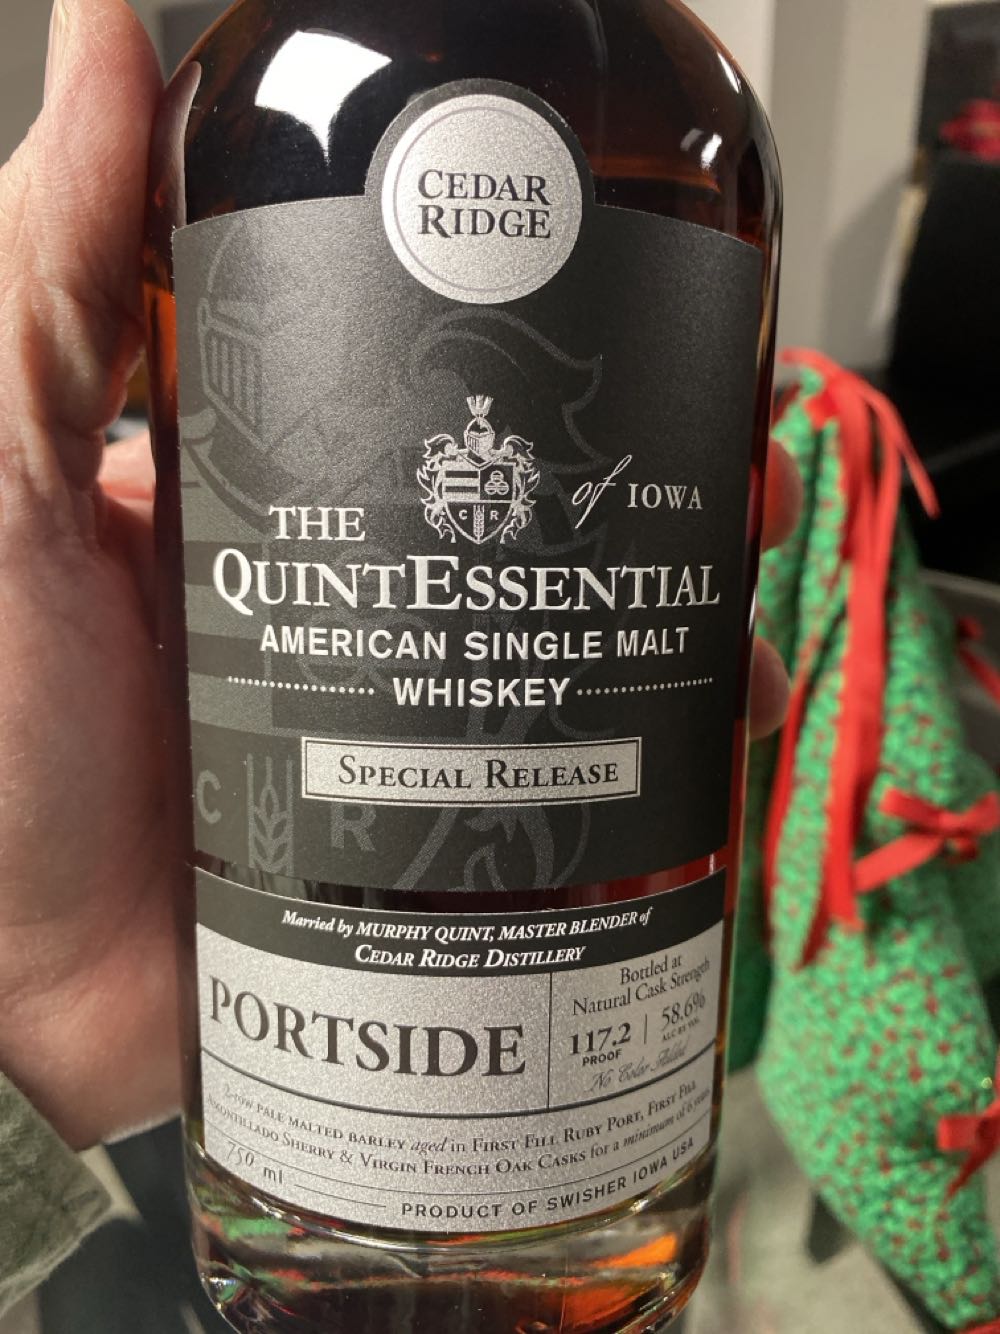 CEDAR
RIDGE
of IOWA
C R
THE
QUINTESSENTIAL
AMERICAN SINGLE MALT
WHISKEY
SPECIAL RELEASE
C R
Married by MURPHY QUINT, MASTER BLENDER of
CEDAR RIDGE DISTILLERY
PORTSIDE
Bottled at
Natural Cask Strength
117.2 | 58.6%
PROOF ALC BY VOL
No Color Added
2-row PALE MALTED BARLEY aged in FIRST FILL RUBY PORT, FIRST FILL
AMONTILLADO SHERRY & VIRGIN FRENCH OAK CASKS for a minimum of 6 years
750 ml
PRODUCT OF SWISHER IOWA USA